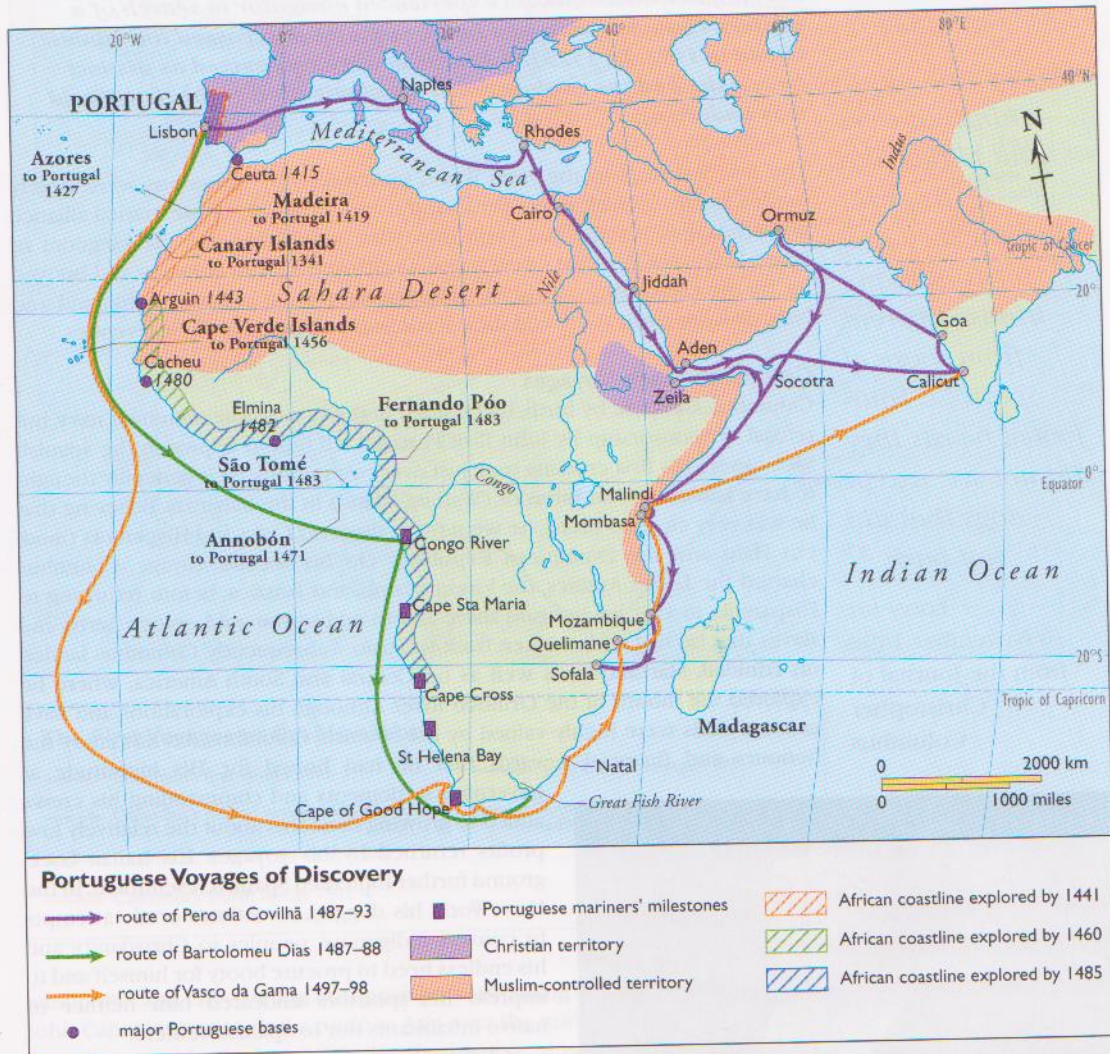 20°W
0°
20°
60°E
80°E
40°N
PORTUGAL
Lisbon
Naples
Mediterranean Sea
Rhodes
Indus
N
Azores
to Portugal
1427
Ceuta 1415
Madeira
to Portugal 1419
Cairo
Ormuz
Tropic of Cancer
Canary Islands
to Portugal 1341
Nile
20°
Arguin 1443
Sahara Desert
Jiddah
Cape Verde Islands
to Portugal 1456
Goa
Cacheu
1480
Aden
Zeila
Socotra
Calicut
Elmina
1482
Fernando Póo
to Portugal 1483
São Tomé
to Portugal 1483
Congo
Malindi
Mombasa
0°
Equator
Annobón
to Portugal 1471
Congo River
Indian Ocean
Atlantic Ocean
Cape Sta Maria
Mozambique
Quelimane
Sofala
20°S
Cape Cross
Madagascar
Tropic of Capricorn
St Helena Bay
Natal
0 2000 km
0 1000 miles
Cape of Good Hope
Great Fish River
Portuguese Voyages of Discovery
route of Pero da Covilhã 1487–93
route of Bartolomeu Dias 1487–88
route of Vasco da Gama 1497–98
major Portuguese bases
Portuguese mariners' milestones
Christian territory
Muslim-controlled territory
African coastline explored by 1441
African coastline explored by 1460
African coastline explored by 1485